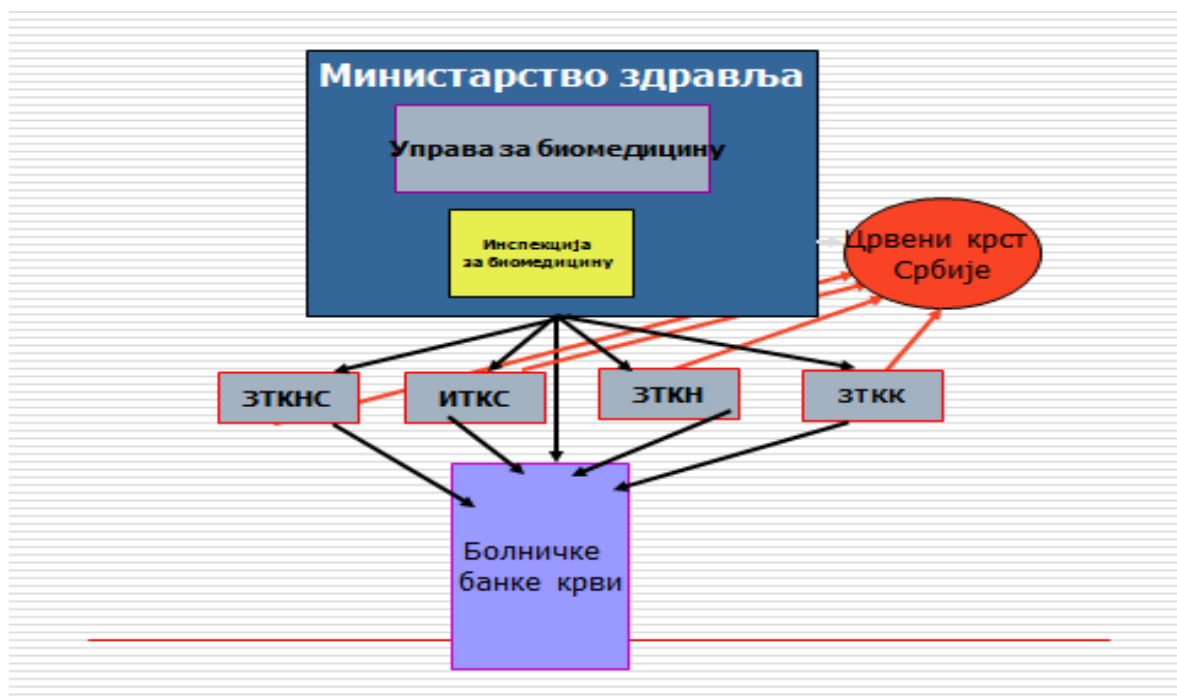 Министарство здравља
Управа за биомедицину
Инспекција
за биомедицину
Црвени крст
Србије
ЗТКНС
ИТКС
ЗТКН
ЗТКК
Болничке
банке крви